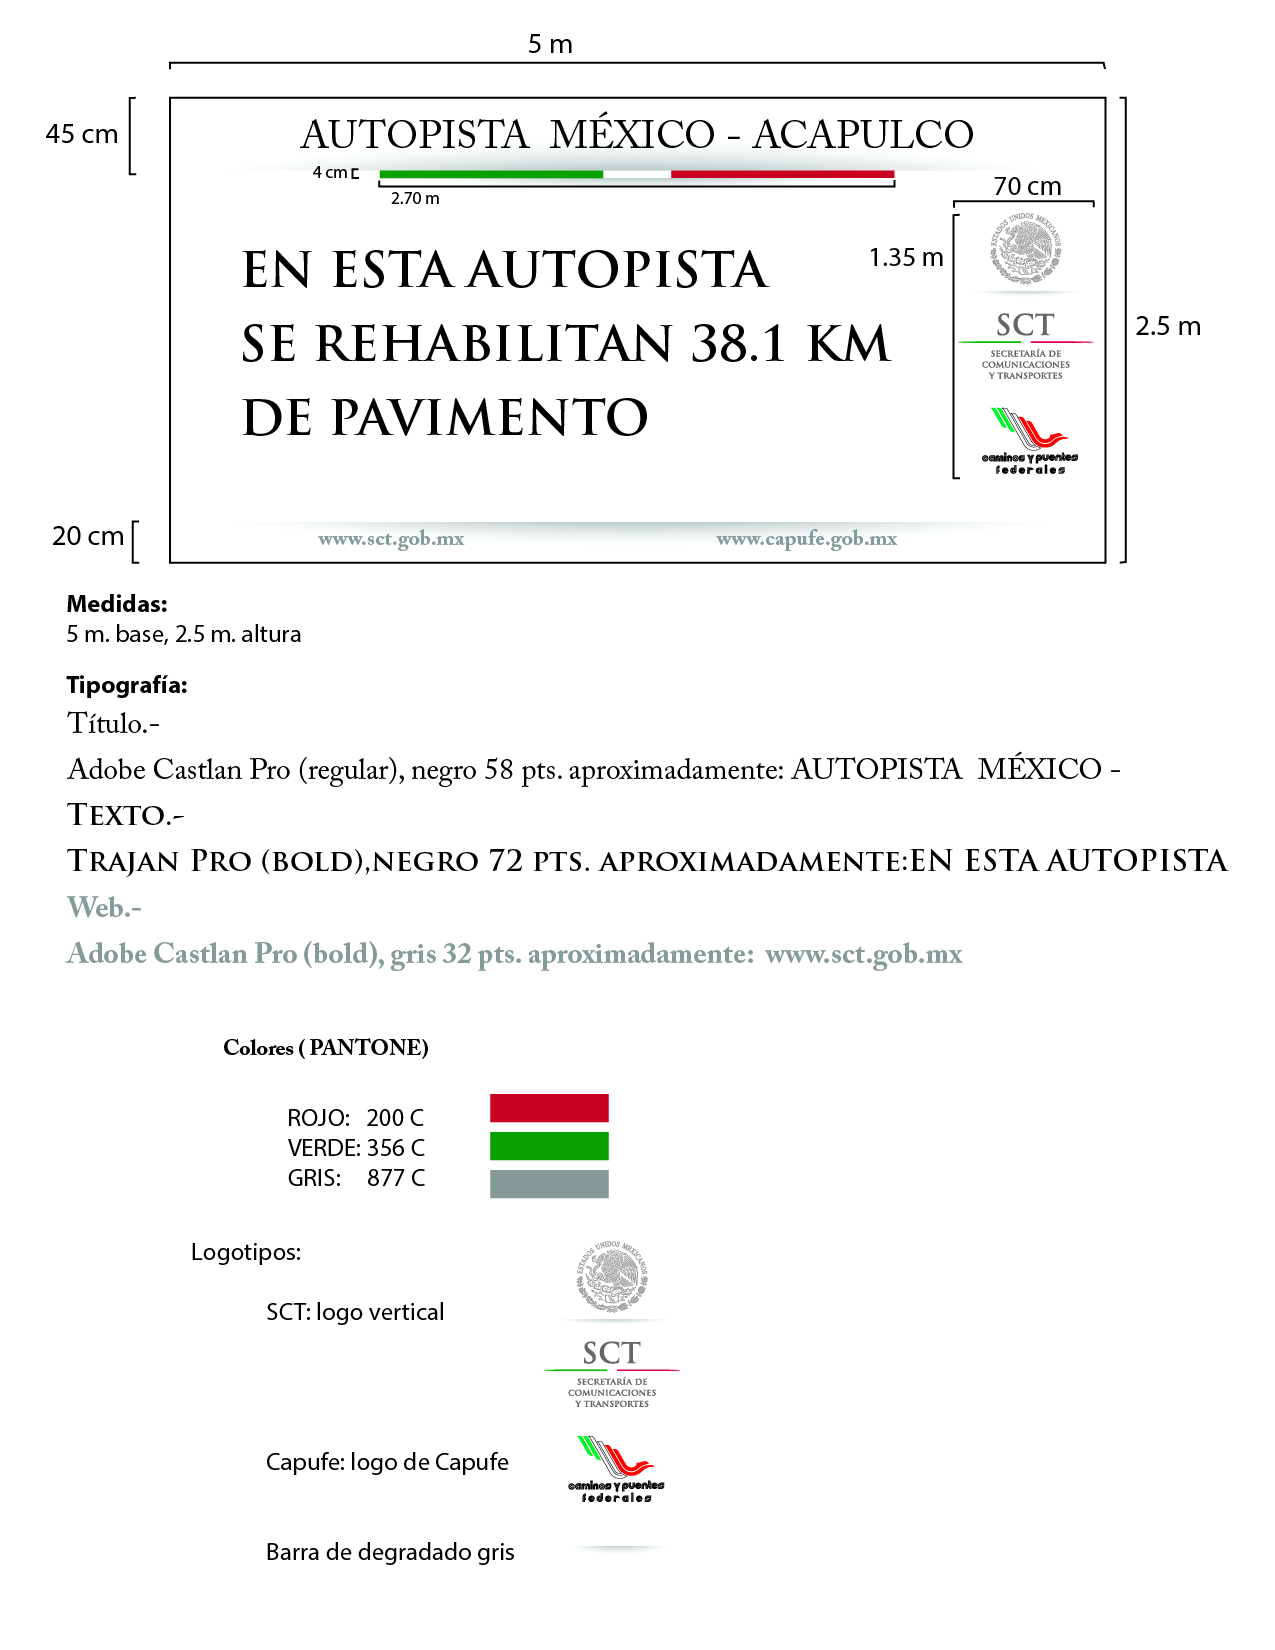 5 m
45 cm
AUTOPISTA MÉXICO - ACAPULCO
4 cm
2.70 m
70 cm
ESTADOS UNIDOS MEXICANOS
1.35 m
EN ESTA AUTOPISTA
SE REHABILITAN 38.1 KM
DE PAVIMENTO
2.5 m
SCT
SECRETARÍA DE
COMUNICACIONES
Y TRANSPORTES
caminos y puentes
federales
20 cm
www.sct.gob.mx www.capufe.gob.mx
Medidas:
5 m. base, 2.5 m. altura
Tipografía:
Título.-
Adobe Castlan Pro (regular), negro 58 pts. aproximadamente: AUTOPISTA MÉXICO -
TEXTO.-
TRAJAN PRO (BOLD),NEGRO 72 PTS. APROXIMADAMENTE:EN ESTA AUTOPISTA
Web.-
Adobe Castlan Pro (bold), gris 32 pts. aproximadamente: www.sct.gob.mx
Colores ( PANTONE)
ROJO: 200 C
VERDE: 356 C
GRIS: 877 C
Logotipos:
ESTADOS UNIDOS MEXICANOS
SCT: logo vertical
SCT
SECRETARÍA DE
COMUNICACIONES
Y TRANSPORTES
Capufe: logo de Capufe
caminos y puentes
federales
Barra de degradado gris